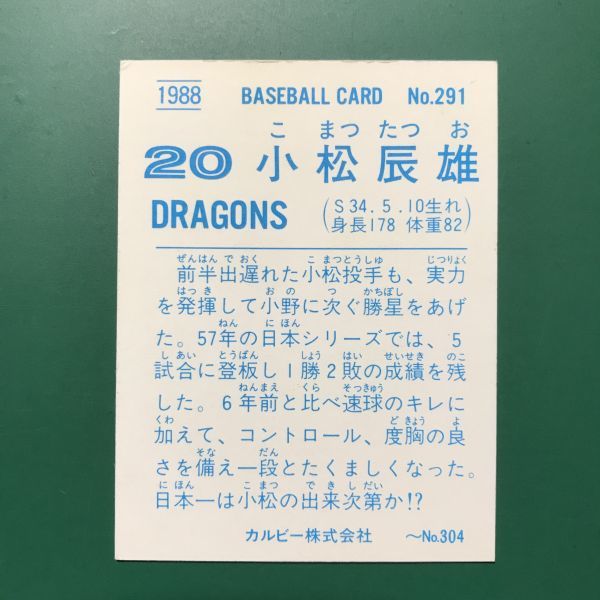 1988 BASEBALL CARD No.291
こ まつ たつ お
20 小松辰雄
DRAGONS (S34.5.10生れ
身長178 体重82)
ぜんはん で おく こ まつとうしゅ じつりょく
前半出遅れた小松投手も、実力
はっき お の つ かちぼし
を発揮して小野に次ぐ勝星をあげ
ねん に ほん
た。57年の日本シリーズでは、5
し あい とうばん しょう はい せいせき のこ
試合に登板し1勝2敗の成績を残
ねんまえ くら そっきゅう
した。6年前と比べ速球のキレに
くわ ど きょう よ
加えて、コントロール、度胸の良
そな だん
さを備え一段とたくましくなった。
に ほん こ まつ で き し だい
日本一は小松の出来次第か!?
カルビー株式会社 〜No.304